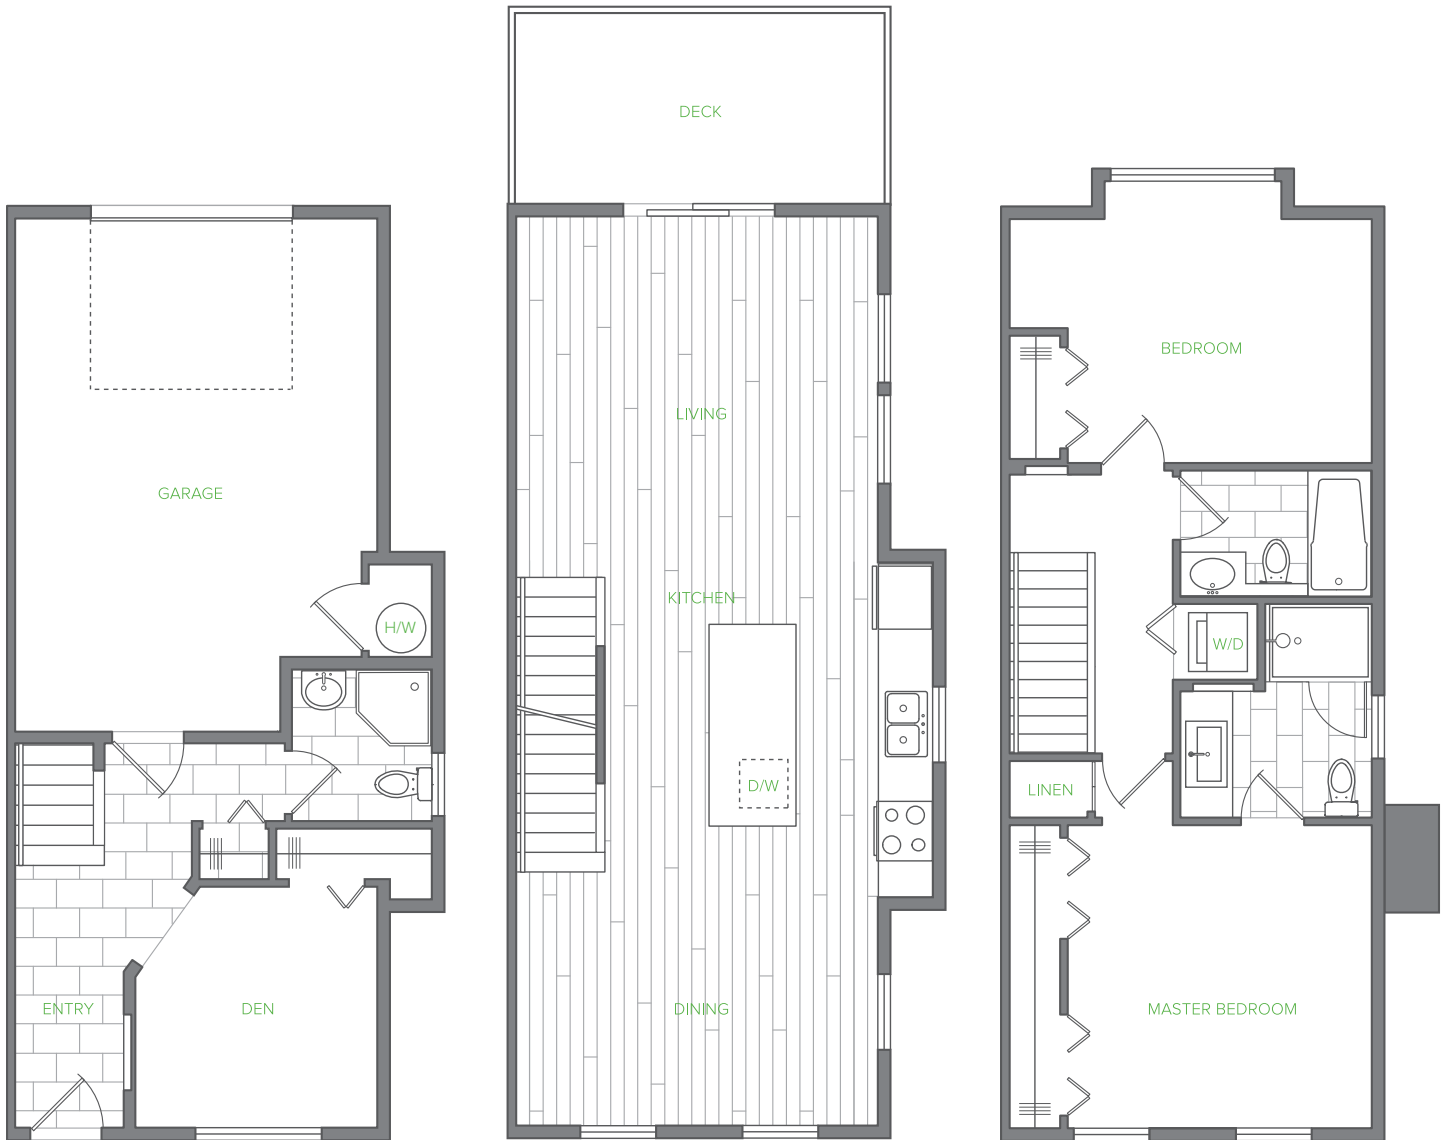 GARAGE
H/W
ENTRY
DEN
DECK
LIVING
KITCHEN
D/W
DINING
BEDROOM
W/D
LINEN
MASTER BEDROOM